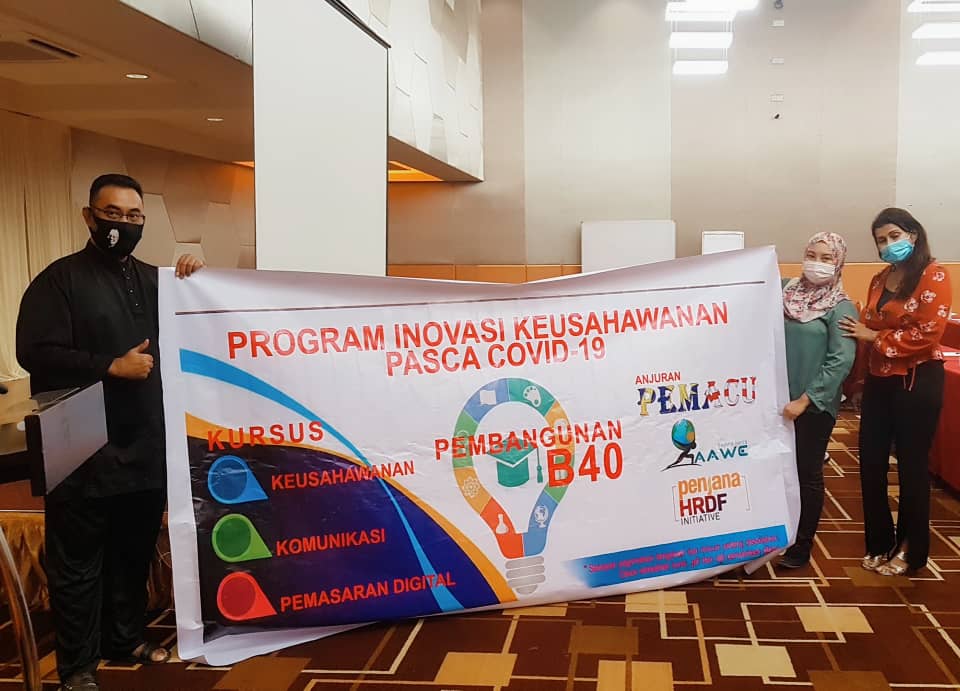 PROGRAM INOVASI KEUSAHAWANAN
PASCA COVID-19
KURSUS
KEUSAHAWANAN
KOMUNIKASI
PEMASARAN DIGITAL
PEMBANGUNAN
B40
ANJURAN
PEMACU
AAWE
penjana
HRDF
INITIATIVE